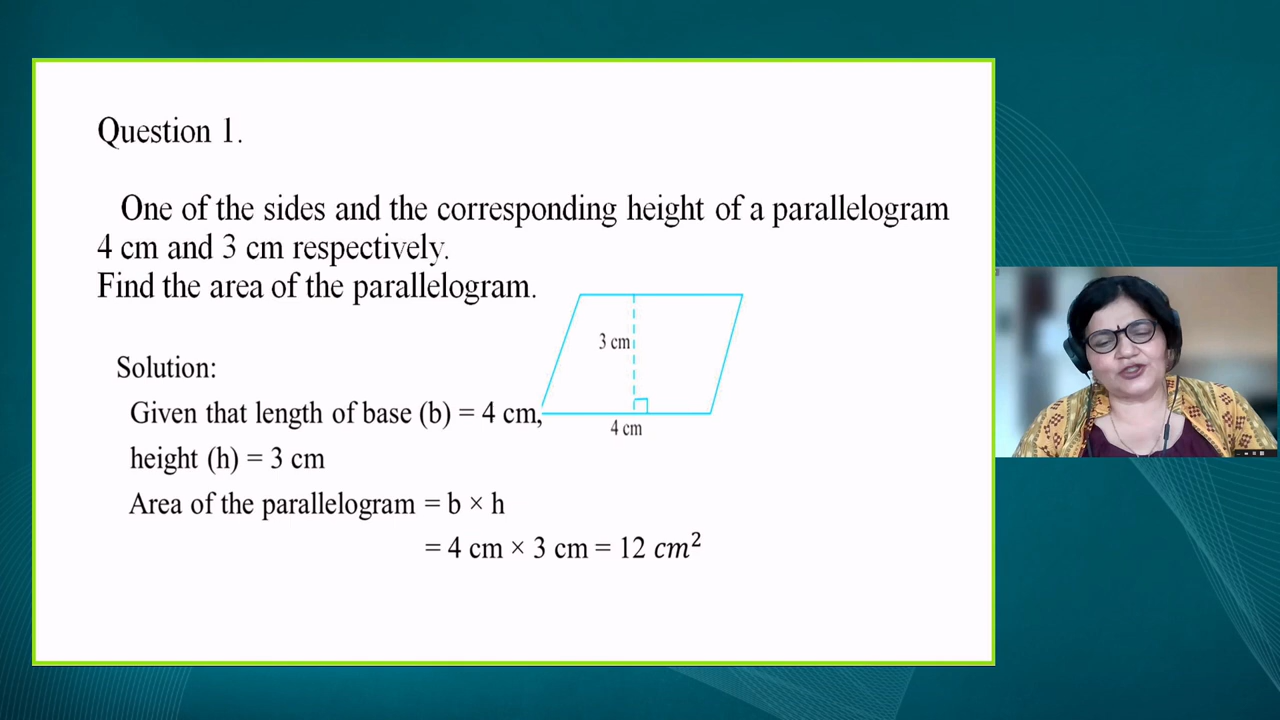 Question 1.
One of the sides and the corresponding height of a parallelogram
4 cm and 3 cm respectively.
Find the area of the parallelogram.
3 cm
4 cm
Solution:
Given that length of base (b) = 4 cm,
height (h) = 3 cm
Area of the parallelogram = b × h
= 4 cm × 3 cm = 12 cm²